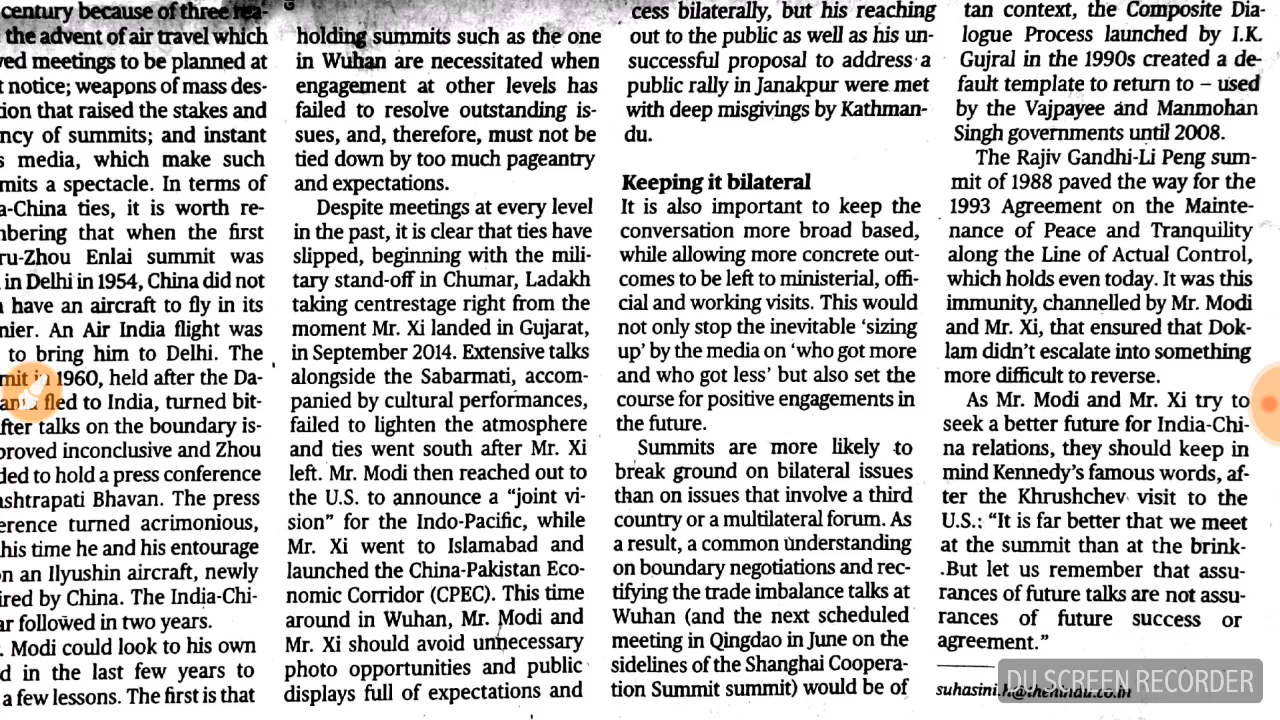 century because of three
the advent of air travel which
ved meetings to be planned at
t notice; weapons of mass des-
tion that raised the stakes and
ncy of summits; and instant
s media, which make such
mits a spectacle. In terms of
a-China ties, it is worth re-
nbering that when the first
ru-Zhou Enlai summit was
in Delhi in 1954, China did not
have an aircraft to fly in its
nier. An Air India flight was
to bring him to Delhi. The
mit in 1960, held after the Da-
fled to India, turned bit-
fter talks on the boundary is-
proved inconclusive and Zhou
ded to hold a press conference
ashtrapati Bhavan. The press
erence turned acrimonious,
his time he and his entourage
on an Ilyushin aircraft, newly
ired by China. The India-Chi-
ar followed in two years.
. Modi could look to his own
d in the last few years to
a few lessons. The first is that
holding summits such as the one
in Wuhan are necessitated when
engagement at other levels has
failed to resolve outstanding is-
sues, and, therefore, must not be
tied down by too much pageantry
and expectations.
Despite meetings at every level
in the past, it is clear that ties have
slipped, beginning with the mili-
tary stand-off in Chumar, Ladakh
taking centrestage right from the
moment Mr. Xi landed in Gujarat,
in September 2014. Extensive talks
alongside the Sabarmati, accom-
panied by cultural performances,
failed to lighten the atmosphere
and ties went south after Mr. Xi
left. Mr. Modi then reached out to
the U.S. to announce a “joint vi-
sion” for the Indo-Pacific, while
Mr. Xi went to Islamabad and
launched the China-Pakistan Eco-
nomic Corridor (CPEC). This time
around in Wuhan, Mr. Modi and
Mr. Xi should avoid unnecessary
photo opportunities and public
displays full of expectations and
cess bilaterally, but his reaching
out to the public as well as his un-
successful proposal to address a
public rally in Janakpur were met
with deep misgivings by Kathman-
du.
Keeping it bilateral
It is also important to keep the
conversation more broad based,
while allowing more concrete out-
comes to be left to ministerial, offi-
cial and working visits. This would
not only stop the inevitable ‘sizing
up’ by the media on ‘who got more
and who got less’ but also set the
course for positive engagements in
the future.
Summits are more likely to
break ground on bilateral issues
than on issues that involve a third
country or a multilateral forum. As
a result, a common understanding
on boundary negotiations and rec-
tifying the trade imbalance talks at
Wuhan (and the next scheduled
meeting in Qingdao in June on the
sidelines of the Shanghai Coopera-
tion Summit summit) would be of
tan context, the Composite Dia-
logue Process launched by I.K.
Gujral in the 1990s created a de-
fault template to return to – used
by the Vajpayee and Manmohan
Singh governments until 2008.
The Rajiv Gandhi-Li Peng sum-
mit of 1988 paved the way for the
1993 Agreement on the Mainte-
nance of Peace and Tranquility
along the Line of Actual Control,
which holds even today. It was this
immunity, channelled by Mr. Modi
and Mr. Xi, that ensured that Dok-
lam didn’t escalate into something
more difficult to reverse.
As Mr. Modi and Mr. Xi try to
seek a better future for India-Chi-
na relations, they should keep in
mind Kennedy’s famous words, af-
ter the Khrushchev visit to the
U.S.: “It is far better that we meet
at the summit than at the brink-
.But let us remember that assu-
rances of future talks are not assu-
rances of future success or
agreement.”
suhasini.h@thehindu.co.in
DU SCREEN RECORDER